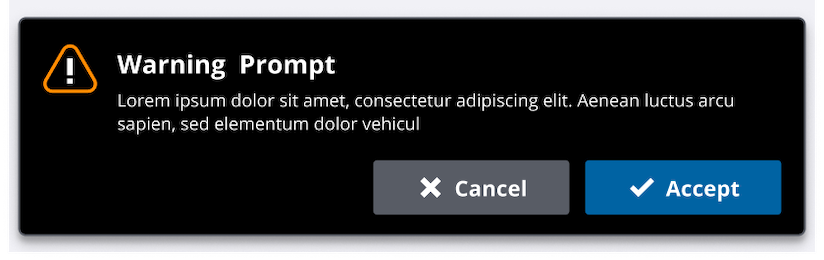 Warning Prompt
Lorem ipsum dolor sit amet, consectetur adipiscing elit. Aenean luctus arcu
sapien, sed elementum dolor vehicul
Cancel
Accept